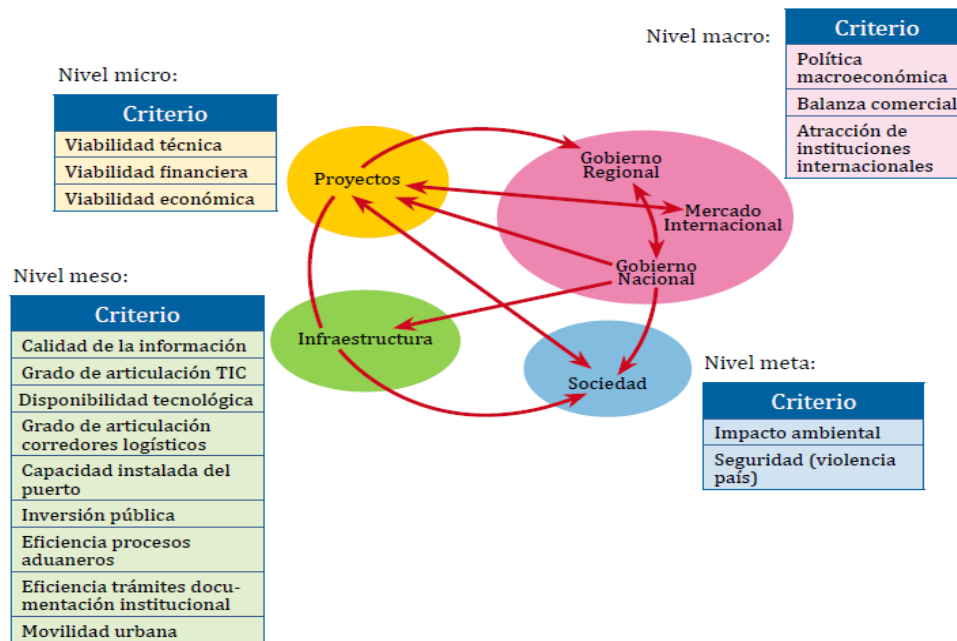 Nivel micro:
Criterio
Viabilidad técnica
Viabilidad financiera
Viabilidad económica
Nivel macro:
Criterio
Política
macroeconómica
Balanza comercial
Atracción de
instituciones
internacionales
Proyectos
Gobierno
Regional
Mercado
Internacional
Gobierno
Nacional
Infraestructura
Sociedad
Nivel meso:
Criterio
Calidad de la información
Grado de articulación TIC
Disponibilidad tecnológica
Grado de articulación
corredores logísticos
Capacidad instalada del
puerto
Inversión pública
Eficiencia procesos
aduaneros
Eficiencia trámites docu-
mentación institucional
Movilidad urbana
Nivel meta:
Criterio
Impacto ambiental
Seguridad (violencia
país)